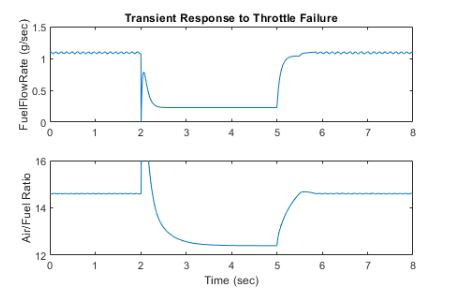 Transient Response to Throttle Failure
FuelFlowRate (g/sec)
1.5
1
0.5
0
0 1 2 3 4 5 6 7 8
Air/Fuel Ratio
16
14
12
0 1 2 3 4 5 6 7 8
Time (sec)